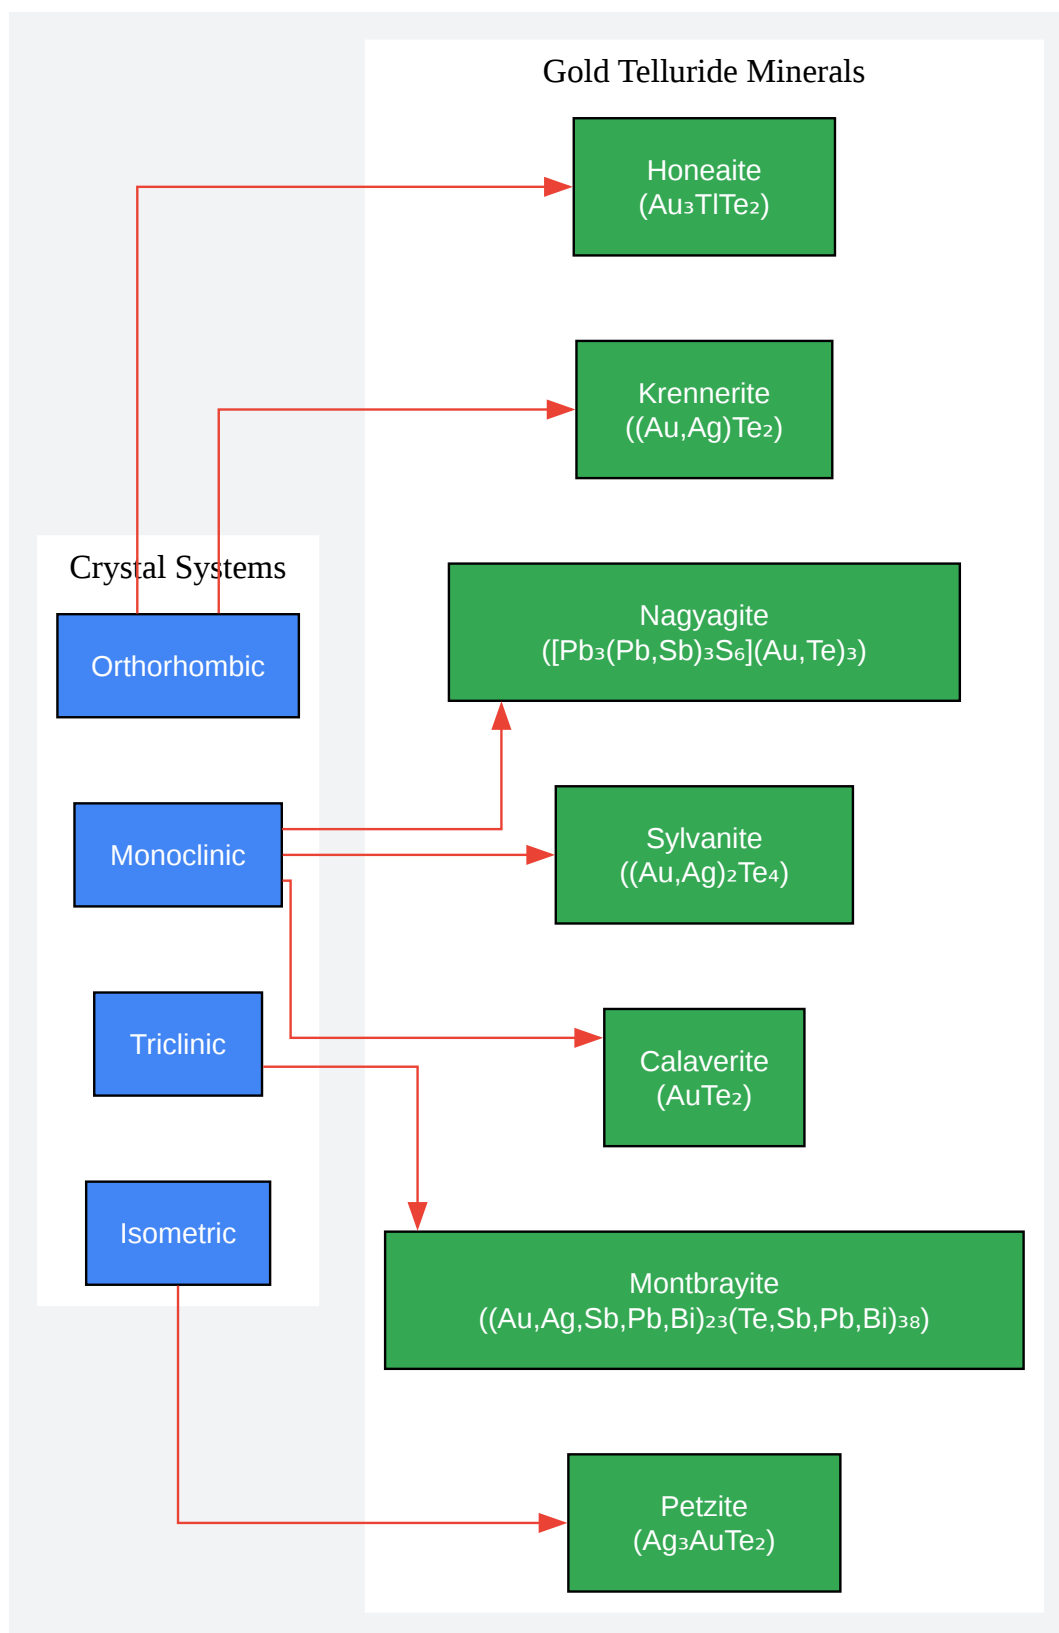 Gold Telluride Minerals
Honeaite
(Au₃TlTe₂)
Krennerite
((Au,Ag)Te₂)
Nagyagite
([Pb₃(Pb,Sb)₃S₆](Au,Te)₃)
Sylvanite
((Au,Ag)₂Te₄)
Calaverite
(AuTe₂)
Montbrayite
((Au,Ag,Sb,Pb,Bi)₂₃(Te,Sb,Pb,Bi)₃₈)
Petzite
(Ag₃AuTe₂)
Crystal Systems
Orthorhombic
Monoclinic
Triclinic
Isometric